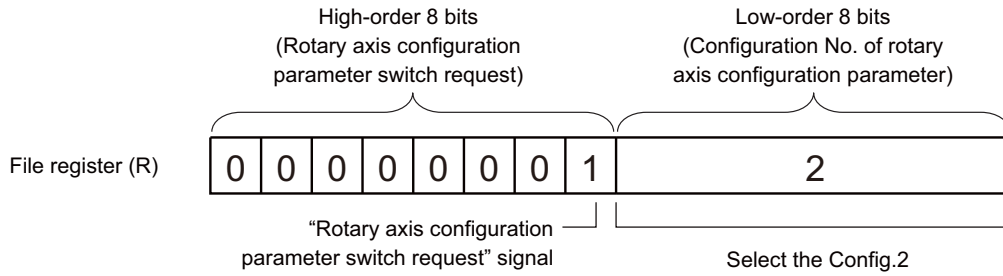 High-order 8 bits
(Rotary axis configuration
parameter switch request)
Low-order 8 bits
(Configuration No. of rotary
axis configuration parameter)
File register (R)
0 0 0 0 0 0 0 1 2
“Rotary axis configuration
parameter switch request” signal
Select the Config.2